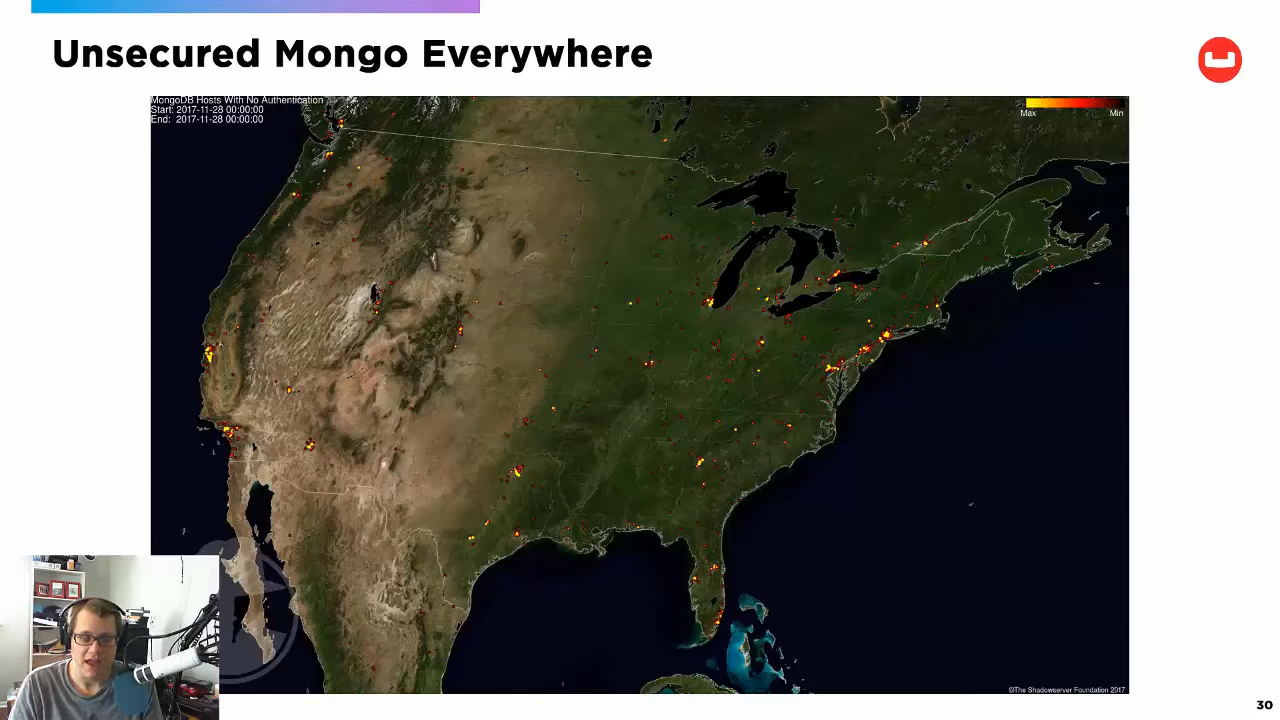 Unsecured Mongo Everywhere
MongoDB Hosts With No Authentication
Start: 2017-11-28 00:00:00
End: 2017-11-28 00:00:00
Max
Min
©The Shadowserver Foundation 2017
30